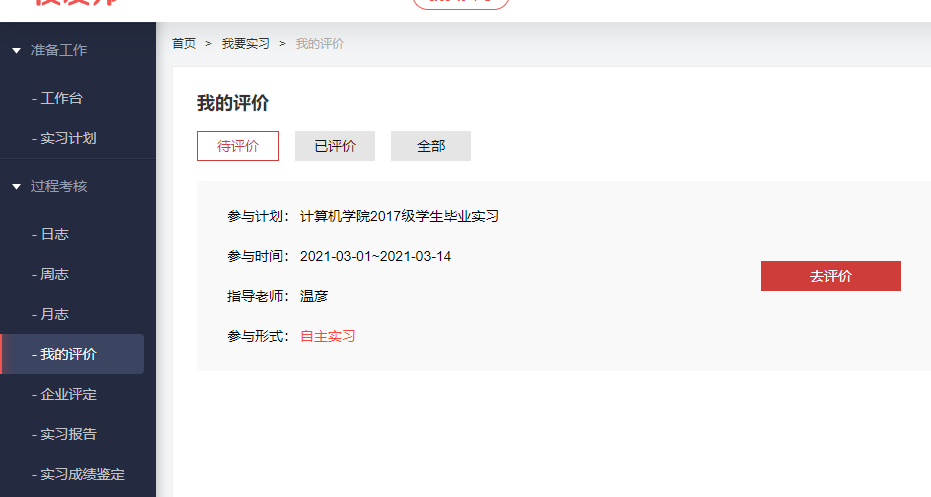 首页 > 我要实习 > 我的评价
准备工作
- 工作台
- 实习计划
过程考核
- 日志
- 周志
- 月志
- 我的评价
- 企业评定
- 实习报告
- 实习成绩鉴定
我的评价
待评价 已评价 全部
参与计划： 计算机学院2017级学生毕业实习
参与时间： 2021-03-01~2021-03-14
指导老师： 温彦
参与形式： 自主实习
去评价